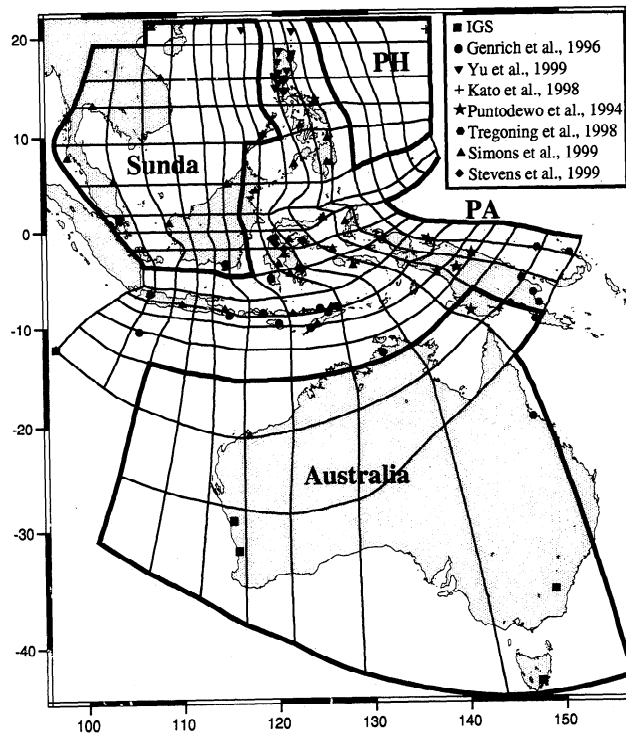 20
10
0
-10
-20
-30
-40
100
110
120
130
140
150
PH
Sunda
PA
Australia
IGS
Genrich et al., 1996
Yu et al., 1999
Kato et al., 1998
Puntodewo et al., 1994
Tregoning et al., 1998
Simons et al., 1999
Stevens et al., 1999